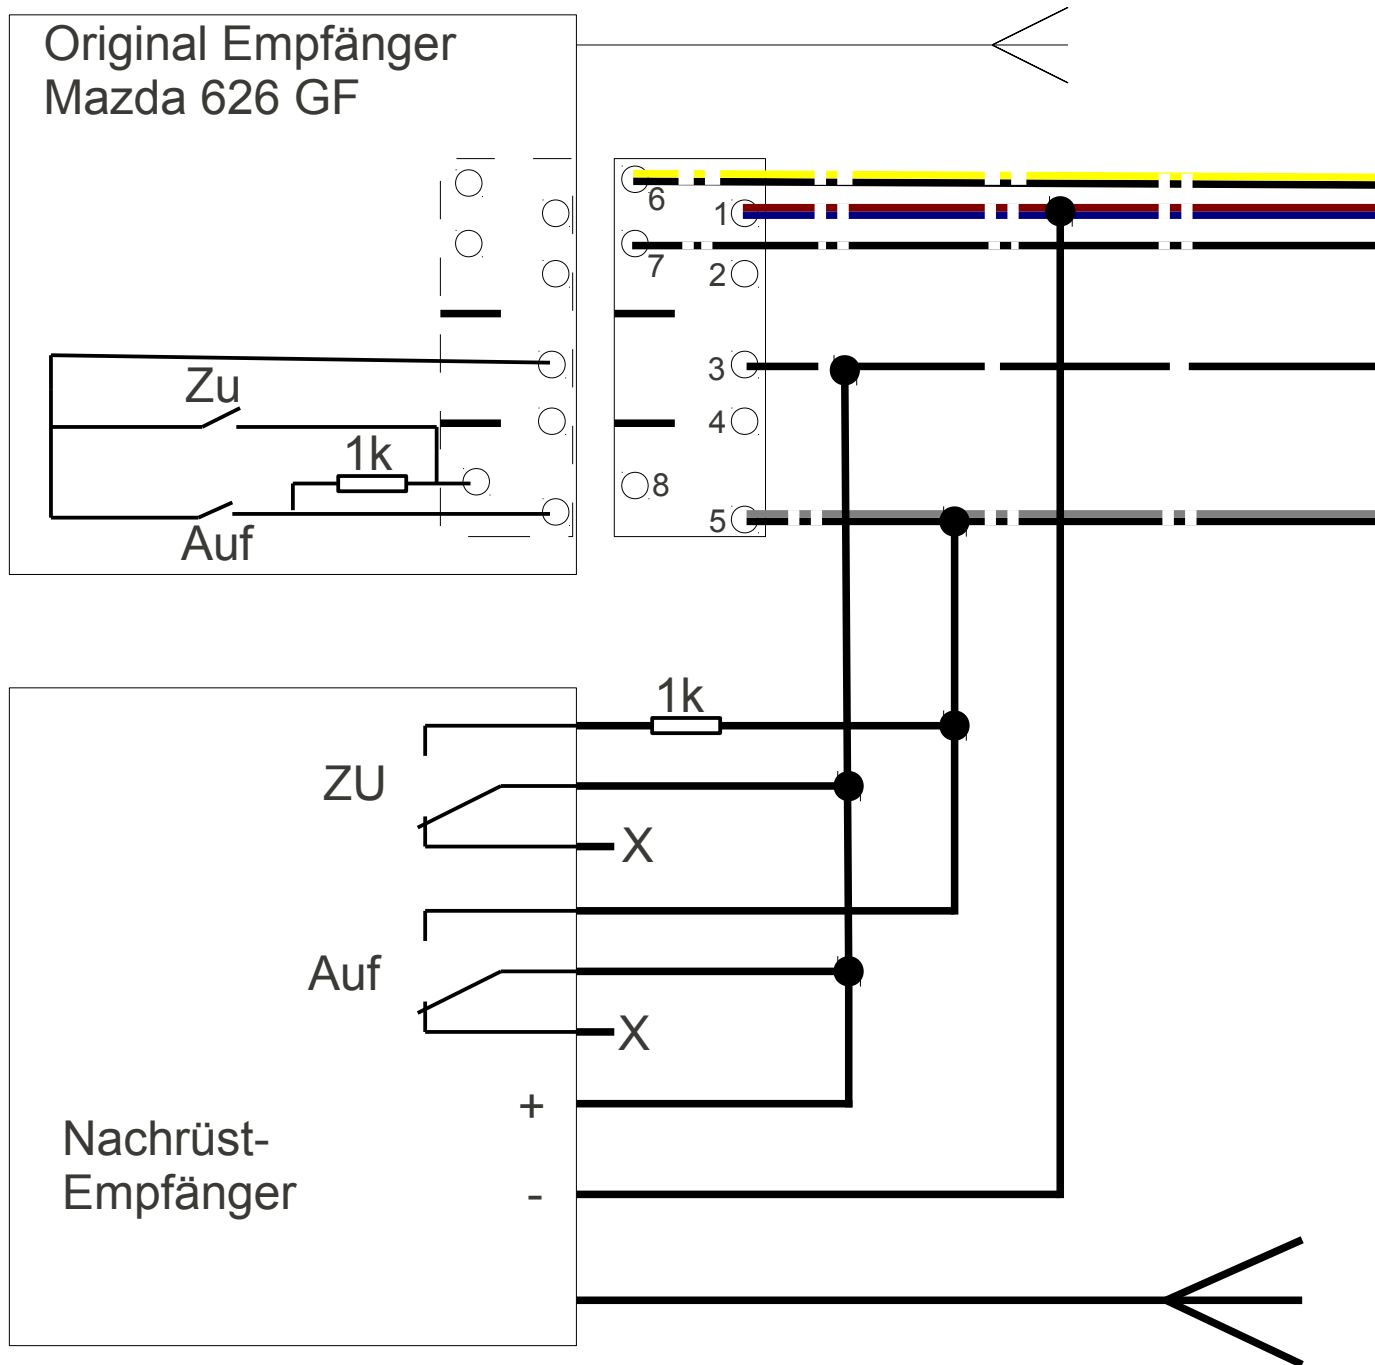 Original Empfänger
Mazda 626 GF
6
1
7
2
3
Zu
4
1k
8
5
Auf
1k
ZU
X
Auf
X
+
Nachrüst-
Empfänger
-